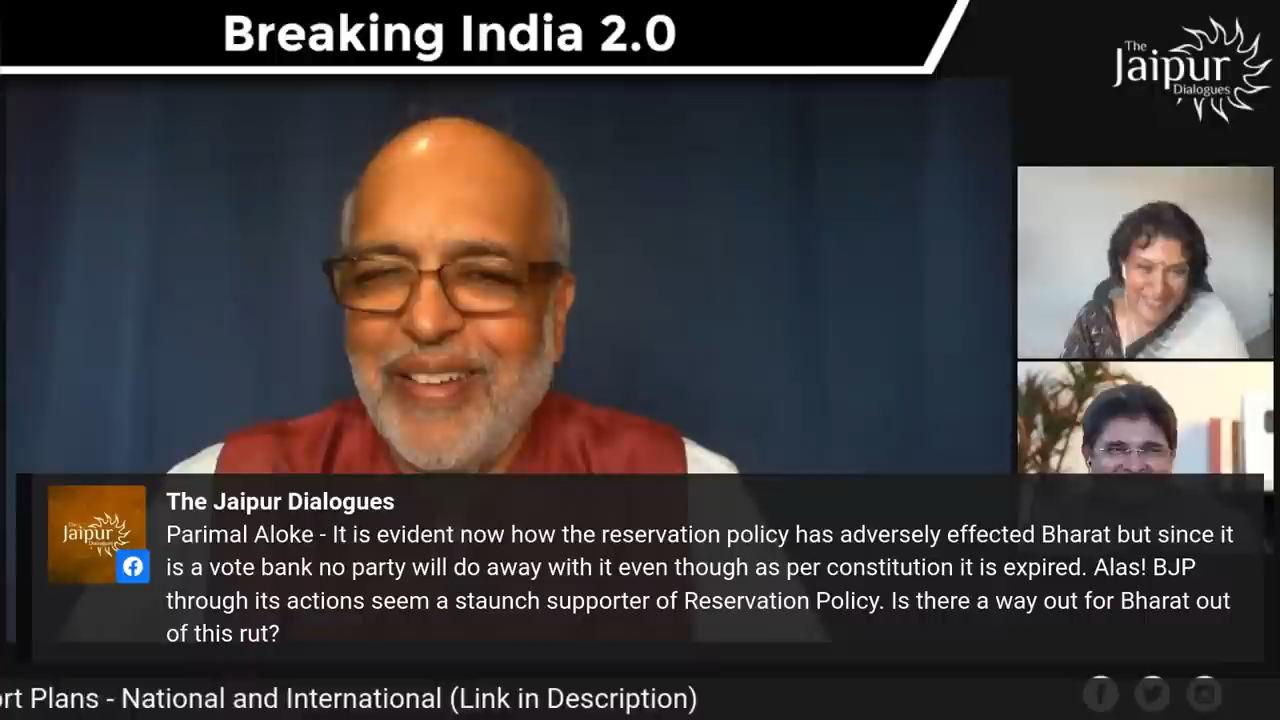 Breaking India 2.0
The
Jaipur
Dialogues
The
Jaipur
Dialogues
The Jaipur Dialogues
Parimal Aloke - It is evident now how the reservation policy has adversely effected Bharat but since it
is a vote bank no party will do away with it even though as per constitution it is expired. Alas! BJP
through its actions seem a staunch supporter of Reservation Policy. Is there a way out for Bharat out
of this rut?
ort Plans - National and International (Link in Description)